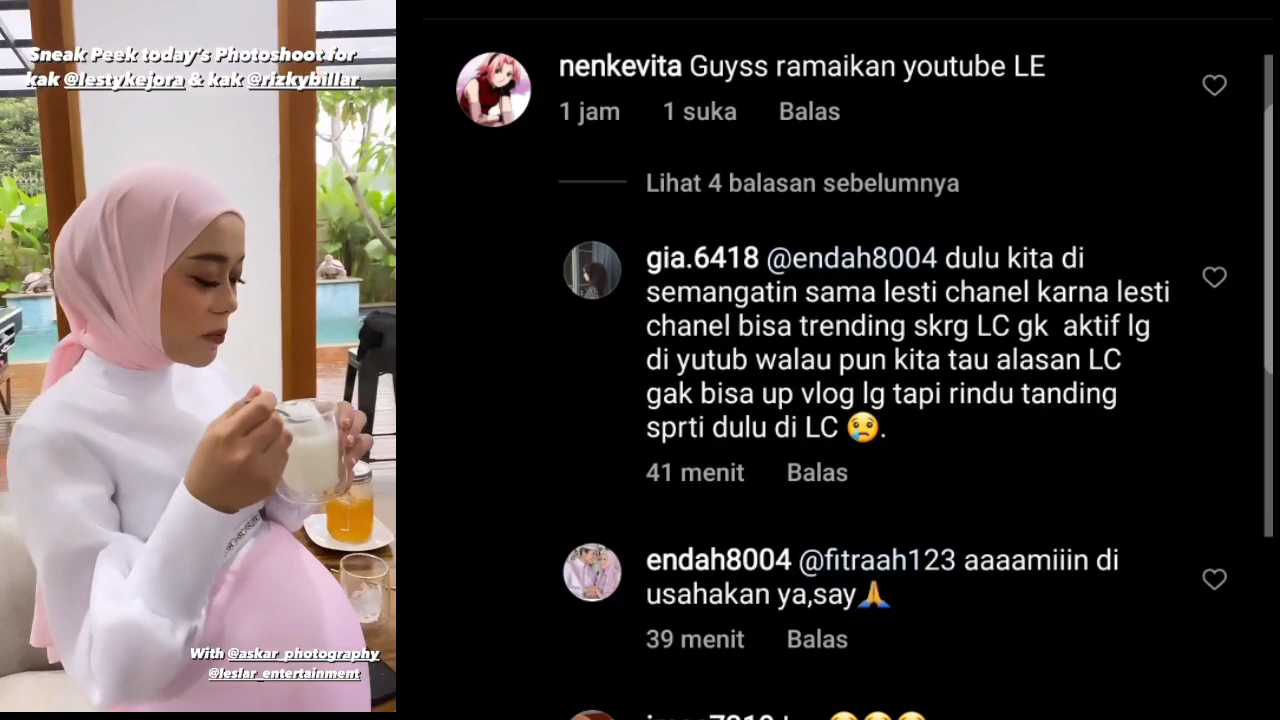 Sneak Peek today's Photoshoot for
kak @lestykejora & kak @rizkybillar
With @askar_photography
@leslar_entertainment
nenkevita Guyss ramaikan youtube LE
1 jam 1 suka Balas
Lihat 4 balasan sebelumnya
gia.6418 @endah8004 dulu kita di
semangatin sama lesti chanel karna lesti
chanel bisa trending skrg LC gk aktif lg
di yutub walau pun kita tau alasan LC
gak bisa up vlog lg tapi rindu tanding
sprti dulu di LC 😢.
41 menit Balas
endah8004 @fitraah123 aaaamiiin di
usahakan ya,say🙏
39 menit Balas